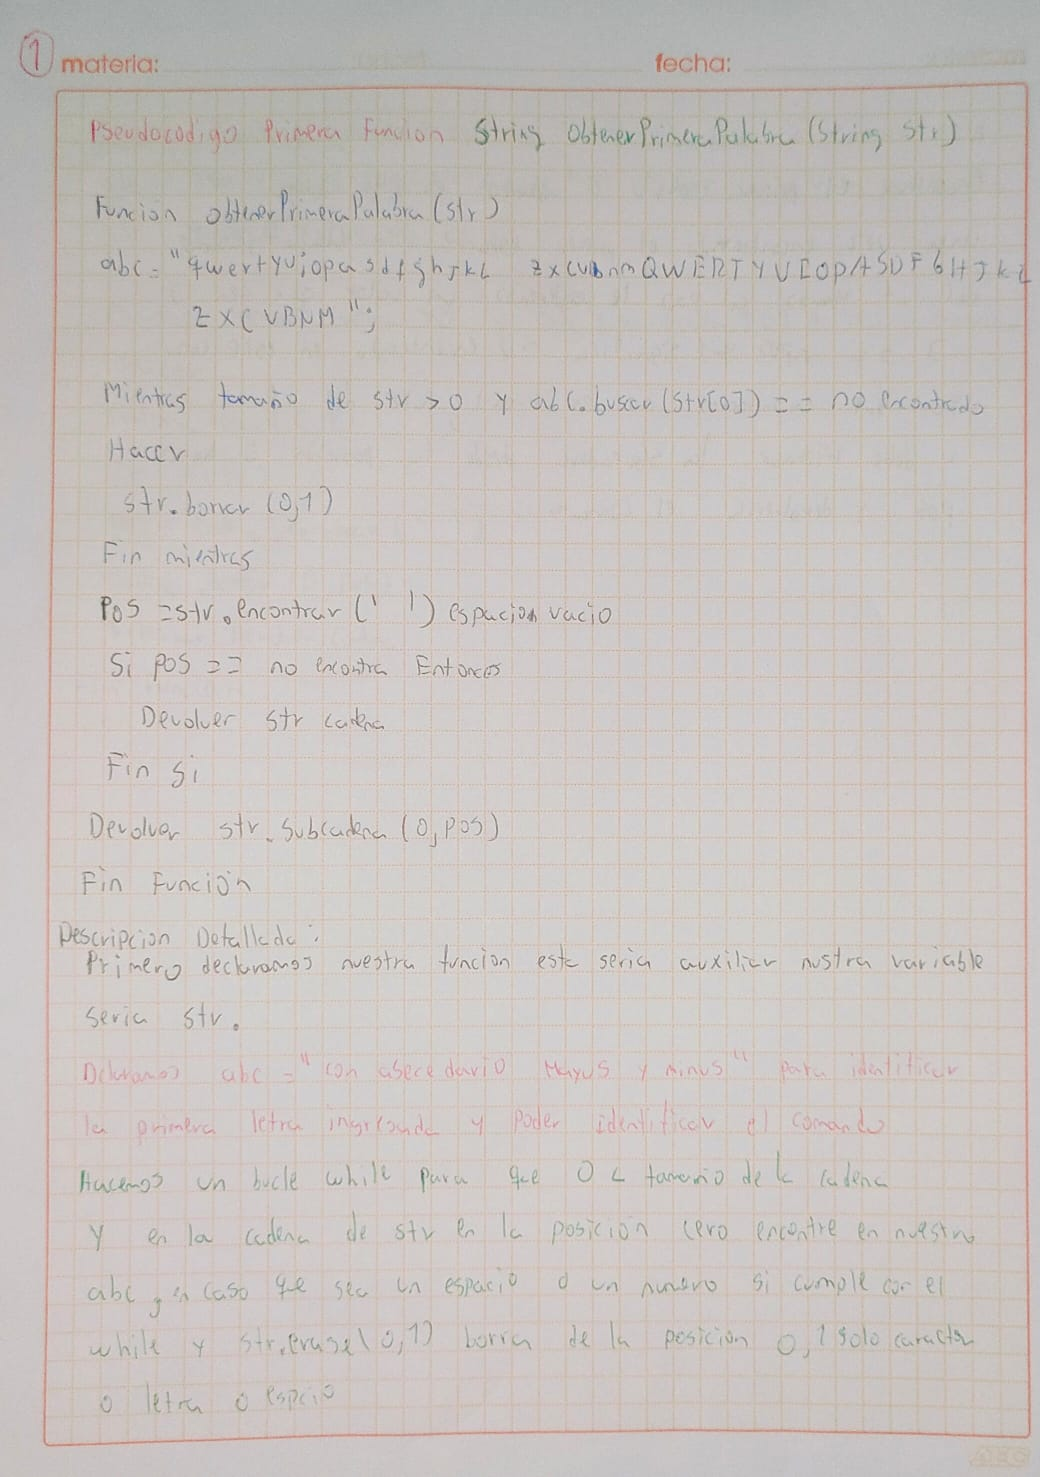 1 materia: fecha:
Pseudocodigo Primera Funcion String ObtenerPrimeraPalabra (String str)
Funcion obtenerPrimeraPalabra (str)
abc = "qwertyuiopasdfghjkl zxcvbnmQWERTYUIOPASDFGHJKL
ZXCVBNM";
Mientras tamaño de str > 0 y abc.buscar (str[0]) == no encontrado
Hacer
str.borrar (0,1)
Fin mientras
Pos = str.encontrar (' ') espacion vacio
Si pos == no encontra Entonces
Devolver str cadena
Fin si
Devolver str.subcadena (0, pos)
Fin Función
Descripcion Detallada:
Primero declaramos nuestra funcion esta seria auxiliar nustra variable
seria str.
Dclaramos abc = "con abecedario Mayus y minus" para identificar
la primera letra ingresada y poder identificar el comando
Hacemos un bucle while para que 0 < tamanio de la cadena
y en la cadena de str en la posicion cero encontre en nuestro
abc, en caso que sea un espacio o un numero si cumple con el
while y str.erase(0,1) borra de la posicion 0, 1 solo caracter
o letra o espcio